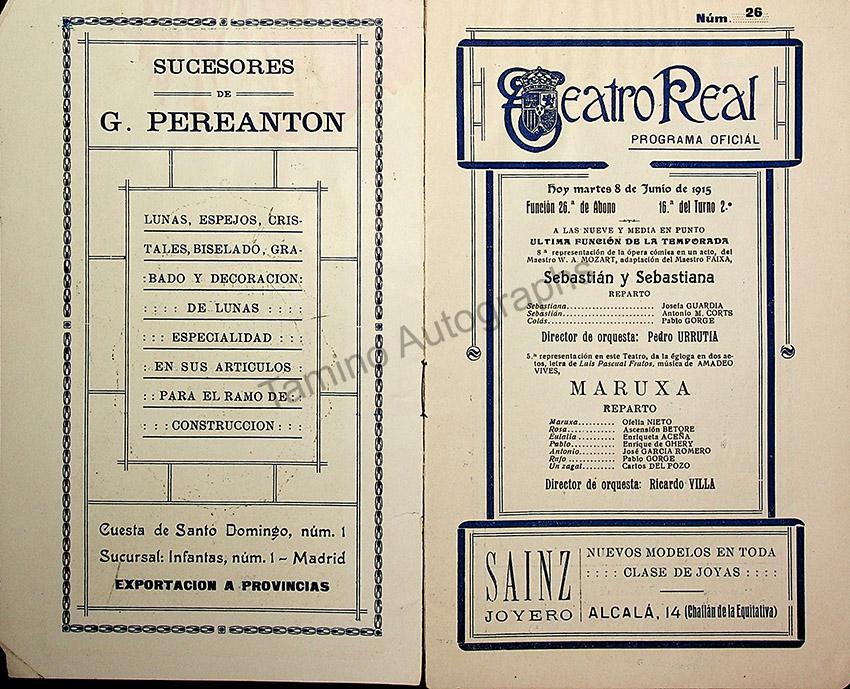 SUCESORES
DE
G. PEREANTON
LUNAS, ESPEJOS, CRIS-
TALES, BISELADO, GRA-
:BADO Y DECORACION:
:::: DE LUNAS ::::
:::: ESPECIALIDAD ::::
: EN SUS ARTICULOS :
:: PARA EL RAMO DE ::
::: CONSTRUCCION :::
Cuesta de Santo Domingo, núm. 1
Sucursal: Infantas, núm. 1 - Madrid
EXPORTACION A PROVINCIAS
Núm. 26
Teatro Real
PROGRAMA OFICIAL
Hoy martes 8 de Junio de 1915
Función 26.ª de Abono 16.ª del Turno 2.º
A LAS NUEVE Y MEDIA EN PUNTO
ULTIMA FUNCIÓN DE LA TEMPORADA
8ª representación de la ópera cómica en un acto, del
Maestro W. A. MOZART, adaptación del Maestro FAIXA,
Sebastián y Sebastiana
REPARTO
Sebastiana.................... Josefa GUARDIA
Sebastián..................... Antonio M. CORTS
Colás......................... Pablo GORGE
Director de orquesta: Pedro URRUTIA
5.ª representación en este Teatro, da la égloga en dos ac-
tos, letra de Luis Pascual Frutos, música de AMADEO
VIVES,
MARUXA
REPARTO
Maruxa.......... Ofelia NIETO
Rosa............ Ascensión BETORE
Eulalia......... Enriqueta ACEÑA
Pablo........... Enrique de GHERY
Antonio......... José GARCIA ROMERO
Rufo............ Pablo GORGE
Un zagal........ Carlos DEL POZO
Director de orquesta: Ricardo VILLA
SAINZ
JOYERO
NUEVOS MODELOS EN TODA
:::: CLASE DE JOYAS ::::
ALCALÁ, 14 (Challán de la Equitativa)
Tamino Autographs